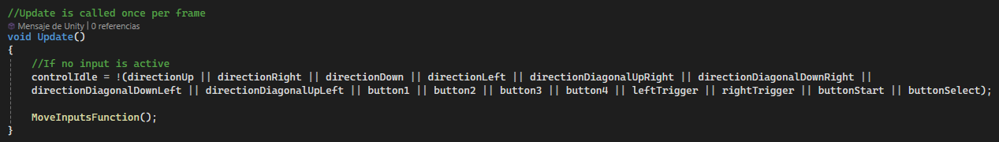 //Update is called once per frame
Mensaje de Unity | 0 referencias
void Update()
{
//If no input is active
controlIdle = !(directionUp || directionRight || directionDown || directionLeft || directionDiagonalUpRight || directionDiagonalDownRight ||
directionDiagonalDownLeft || directionDiagonalUpLeft || button1 || button2 || button3 || button4 || leftTrigger || rightTrigger || buttonStart || buttonSelect);
MoveInputsFunction();
}